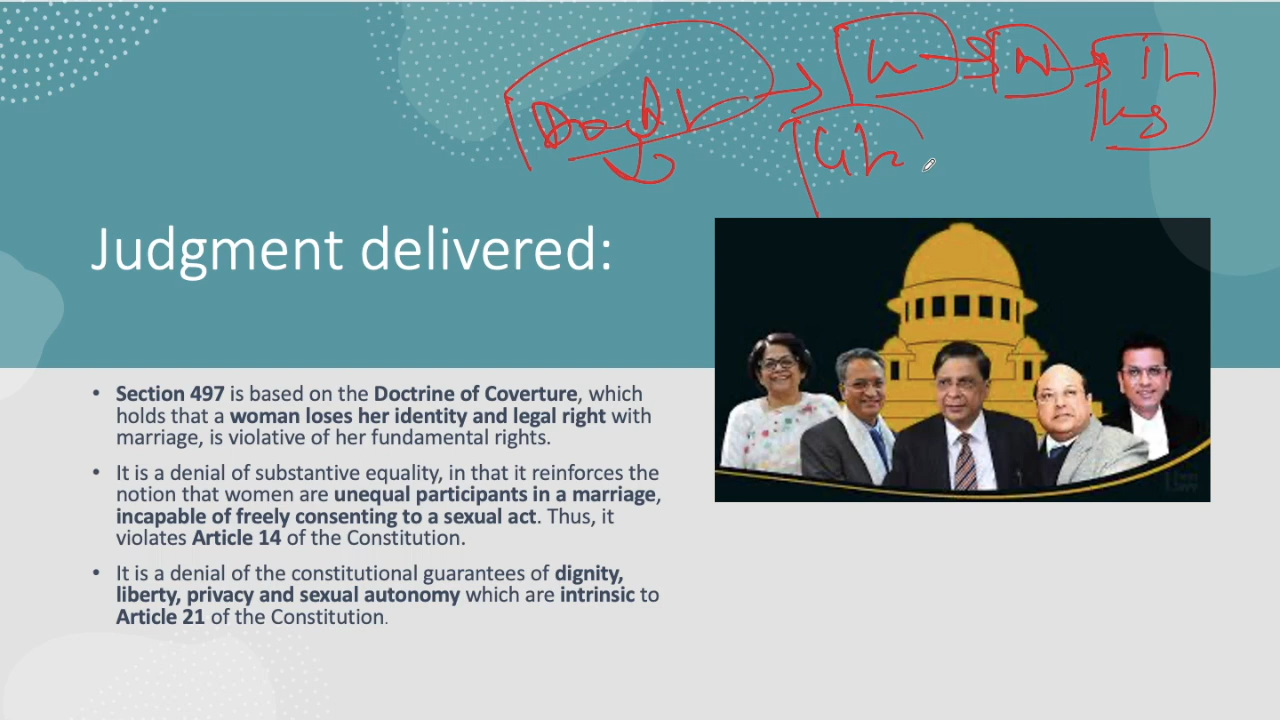 Judgment delivered:
• Section 497 is based on the Doctrine of Coverture, which
holds that a woman loses her identity and legal right with
marriage, is violative of her fundamental rights.
• It is a denial of substantive equality, in that it reinforces the
notion that women are unequal participants in a marriage,
incapable of freely consenting to a sexual act. Thus, it
violates Article 14 of the Constitution.
• It is a denial of the constitutional guarantees of dignity,
liberty, privacy and sexual autonomy which are intrinsic to
Article 21 of the Constitution.